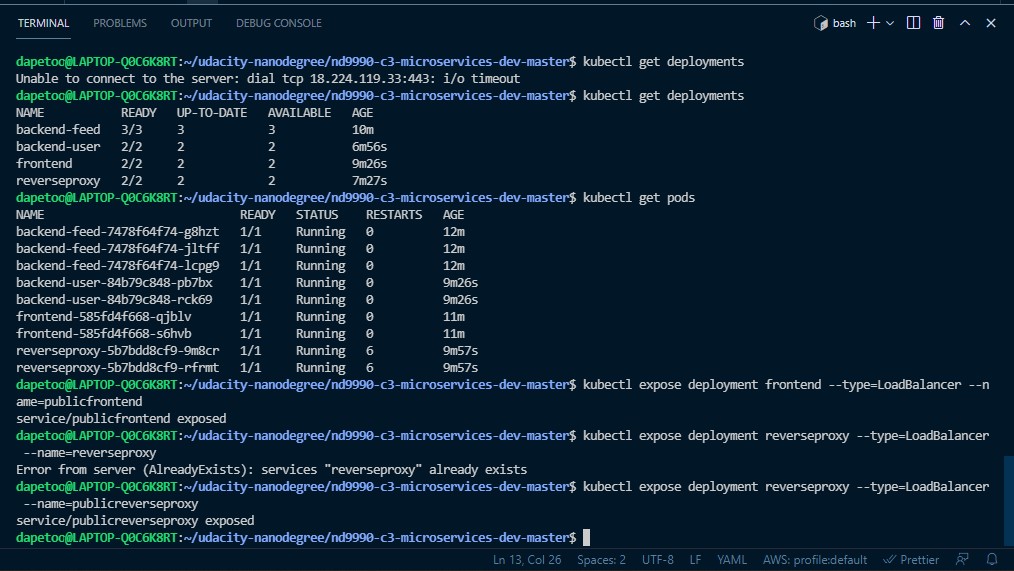 TERMINAL PROBLEMS OUTPUT DEBUG CONSOLE bash
dapetoo@LAPTOP-Q0C6K8RT:~/udacity-nanodegree/nd9990-c3-microservices-dev-master$ kubectl get deployments
Unable to connect to the server: dial tcp 18.224.119.33:443: i/o timeout
dapetoo@LAPTOP-Q0C6K8RT:~/udacity-nanodegree/nd9990-c3-microservices-dev-master$ kubectl get deployments
NAME READY UP-TO-DATE AVAILABLE AGE
backend-feed 3/3 3 3 10m
backend-user 2/2 2 2 6m56s
frontend 2/2 2 2 9m26s
reverseproxy 2/2 2 2 7m27s
dapetoo@LAPTOP-Q0C6K8RT:~/udacity-nanodegree/nd9990-c3-microservices-dev-master$ kubectl get pods
NAME READY STATUS RESTARTS AGE
backend-feed-7478f64f74-g8hzt 1/1 Running 0 12m
backend-feed-7478f64f74-jltff 1/1 Running 0 12m
backend-feed-7478f64f74-lcpg9 1/1 Running 0 12m
backend-user-84b79c848-pb7bx 1/1 Running 0 9m26s
backend-user-84b79c848-rck69 1/1 Running 0 9m26s
frontend-585fd4f668-qjblv 1/1 Running 0 11m
frontend-585fd4f668-s6hvb 1/1 Running 0 11m
reverseproxy-5b7bdd8cf9-9m8cr 1/1 Running 6 9m57s
reverseproxy-5b7bdd8cf9-rfrmt 1/1 Running 6 9m57s
dapetoo@LAPTOP-Q0C6K8RT:~/udacity-nanodegree/nd9990-c3-microservices-dev-master$ kubectl expose deployment frontend --type=LoadBalancer --n
ame=publicfrontend
service/publicfrontend exposed
dapetoo@LAPTOP-Q0C6K8RT:~/udacity-nanodegree/nd9990-c3-microservices-dev-master$ kubectl expose deployment reverseproxy --type=LoadBalancer
--name=reverseproxy
Error from server (AlreadyExists): services "reverseproxy" already exists
dapetoo@LAPTOP-Q0C6K8RT:~/udacity-nanodegree/nd9990-c3-microservices-dev-master$ kubectl expose deployment reverseproxy --type=LoadBalancer
--name=publicreverseproxy
service/publicreverseproxy exposed
dapetoo@LAPTOP-Q0C6K8RT:~/udacity-nanodegree/nd9990-c3-microservices-dev-master$
Ln 13, Col 26 Spaces: 2 UTF-8 LF YAML AWS: profile:default Prettier